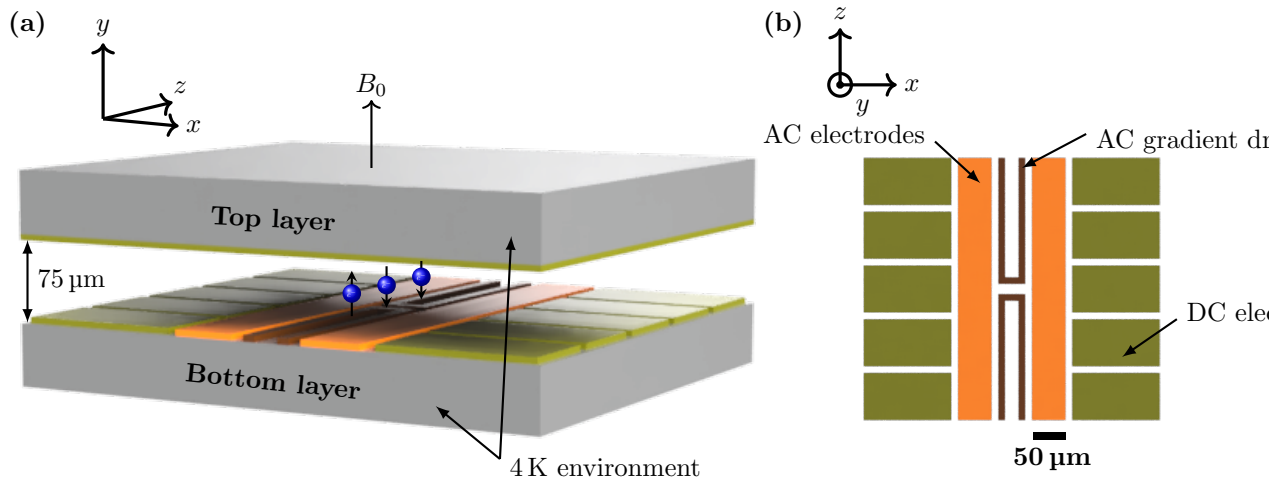 (a)
y
z
x
B₀
Top layer
75 µm
Bottom layer
4 K environment
(b)
z
x
y
AC electrodes
AC gradient dr
DC elec
50 µm